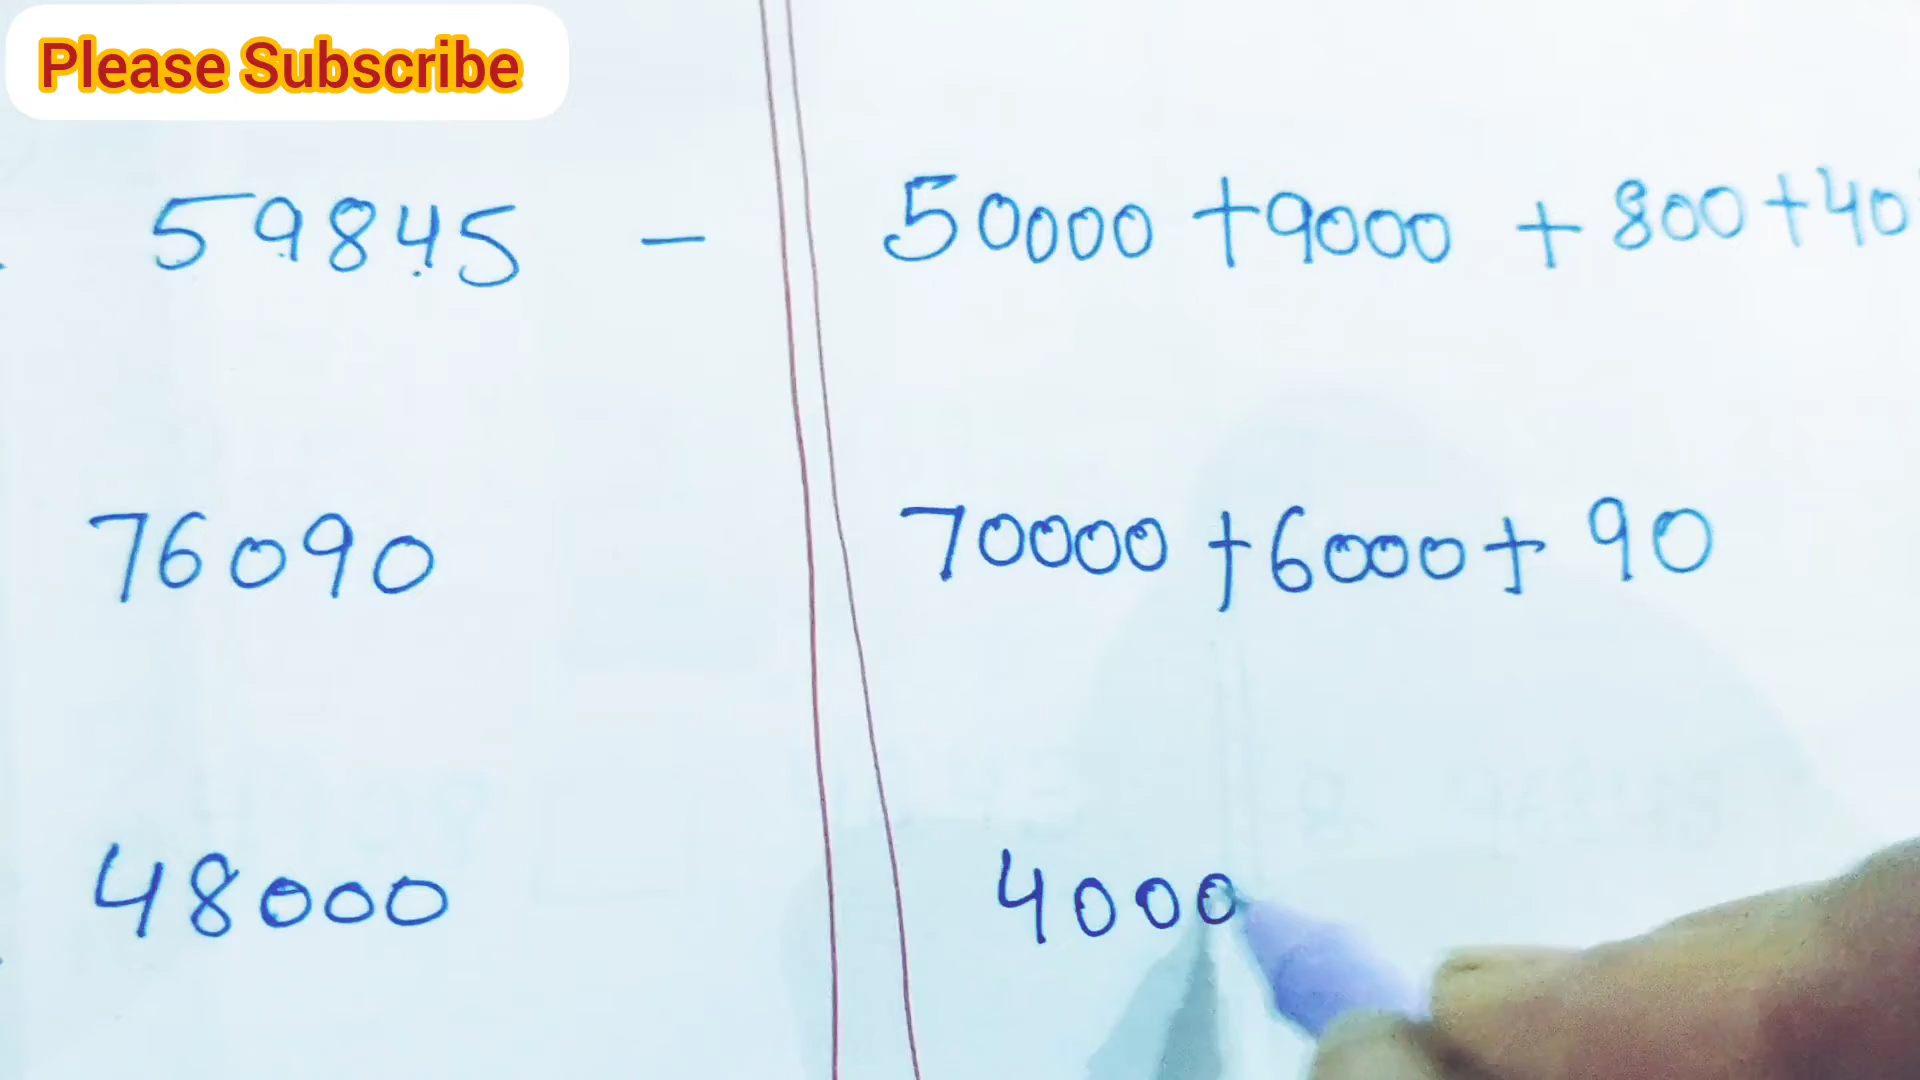 Please Subscribe
59845 - 50000 + 9000 + 800 + 40
76090 70000 + 6000 + 90
48000 4000